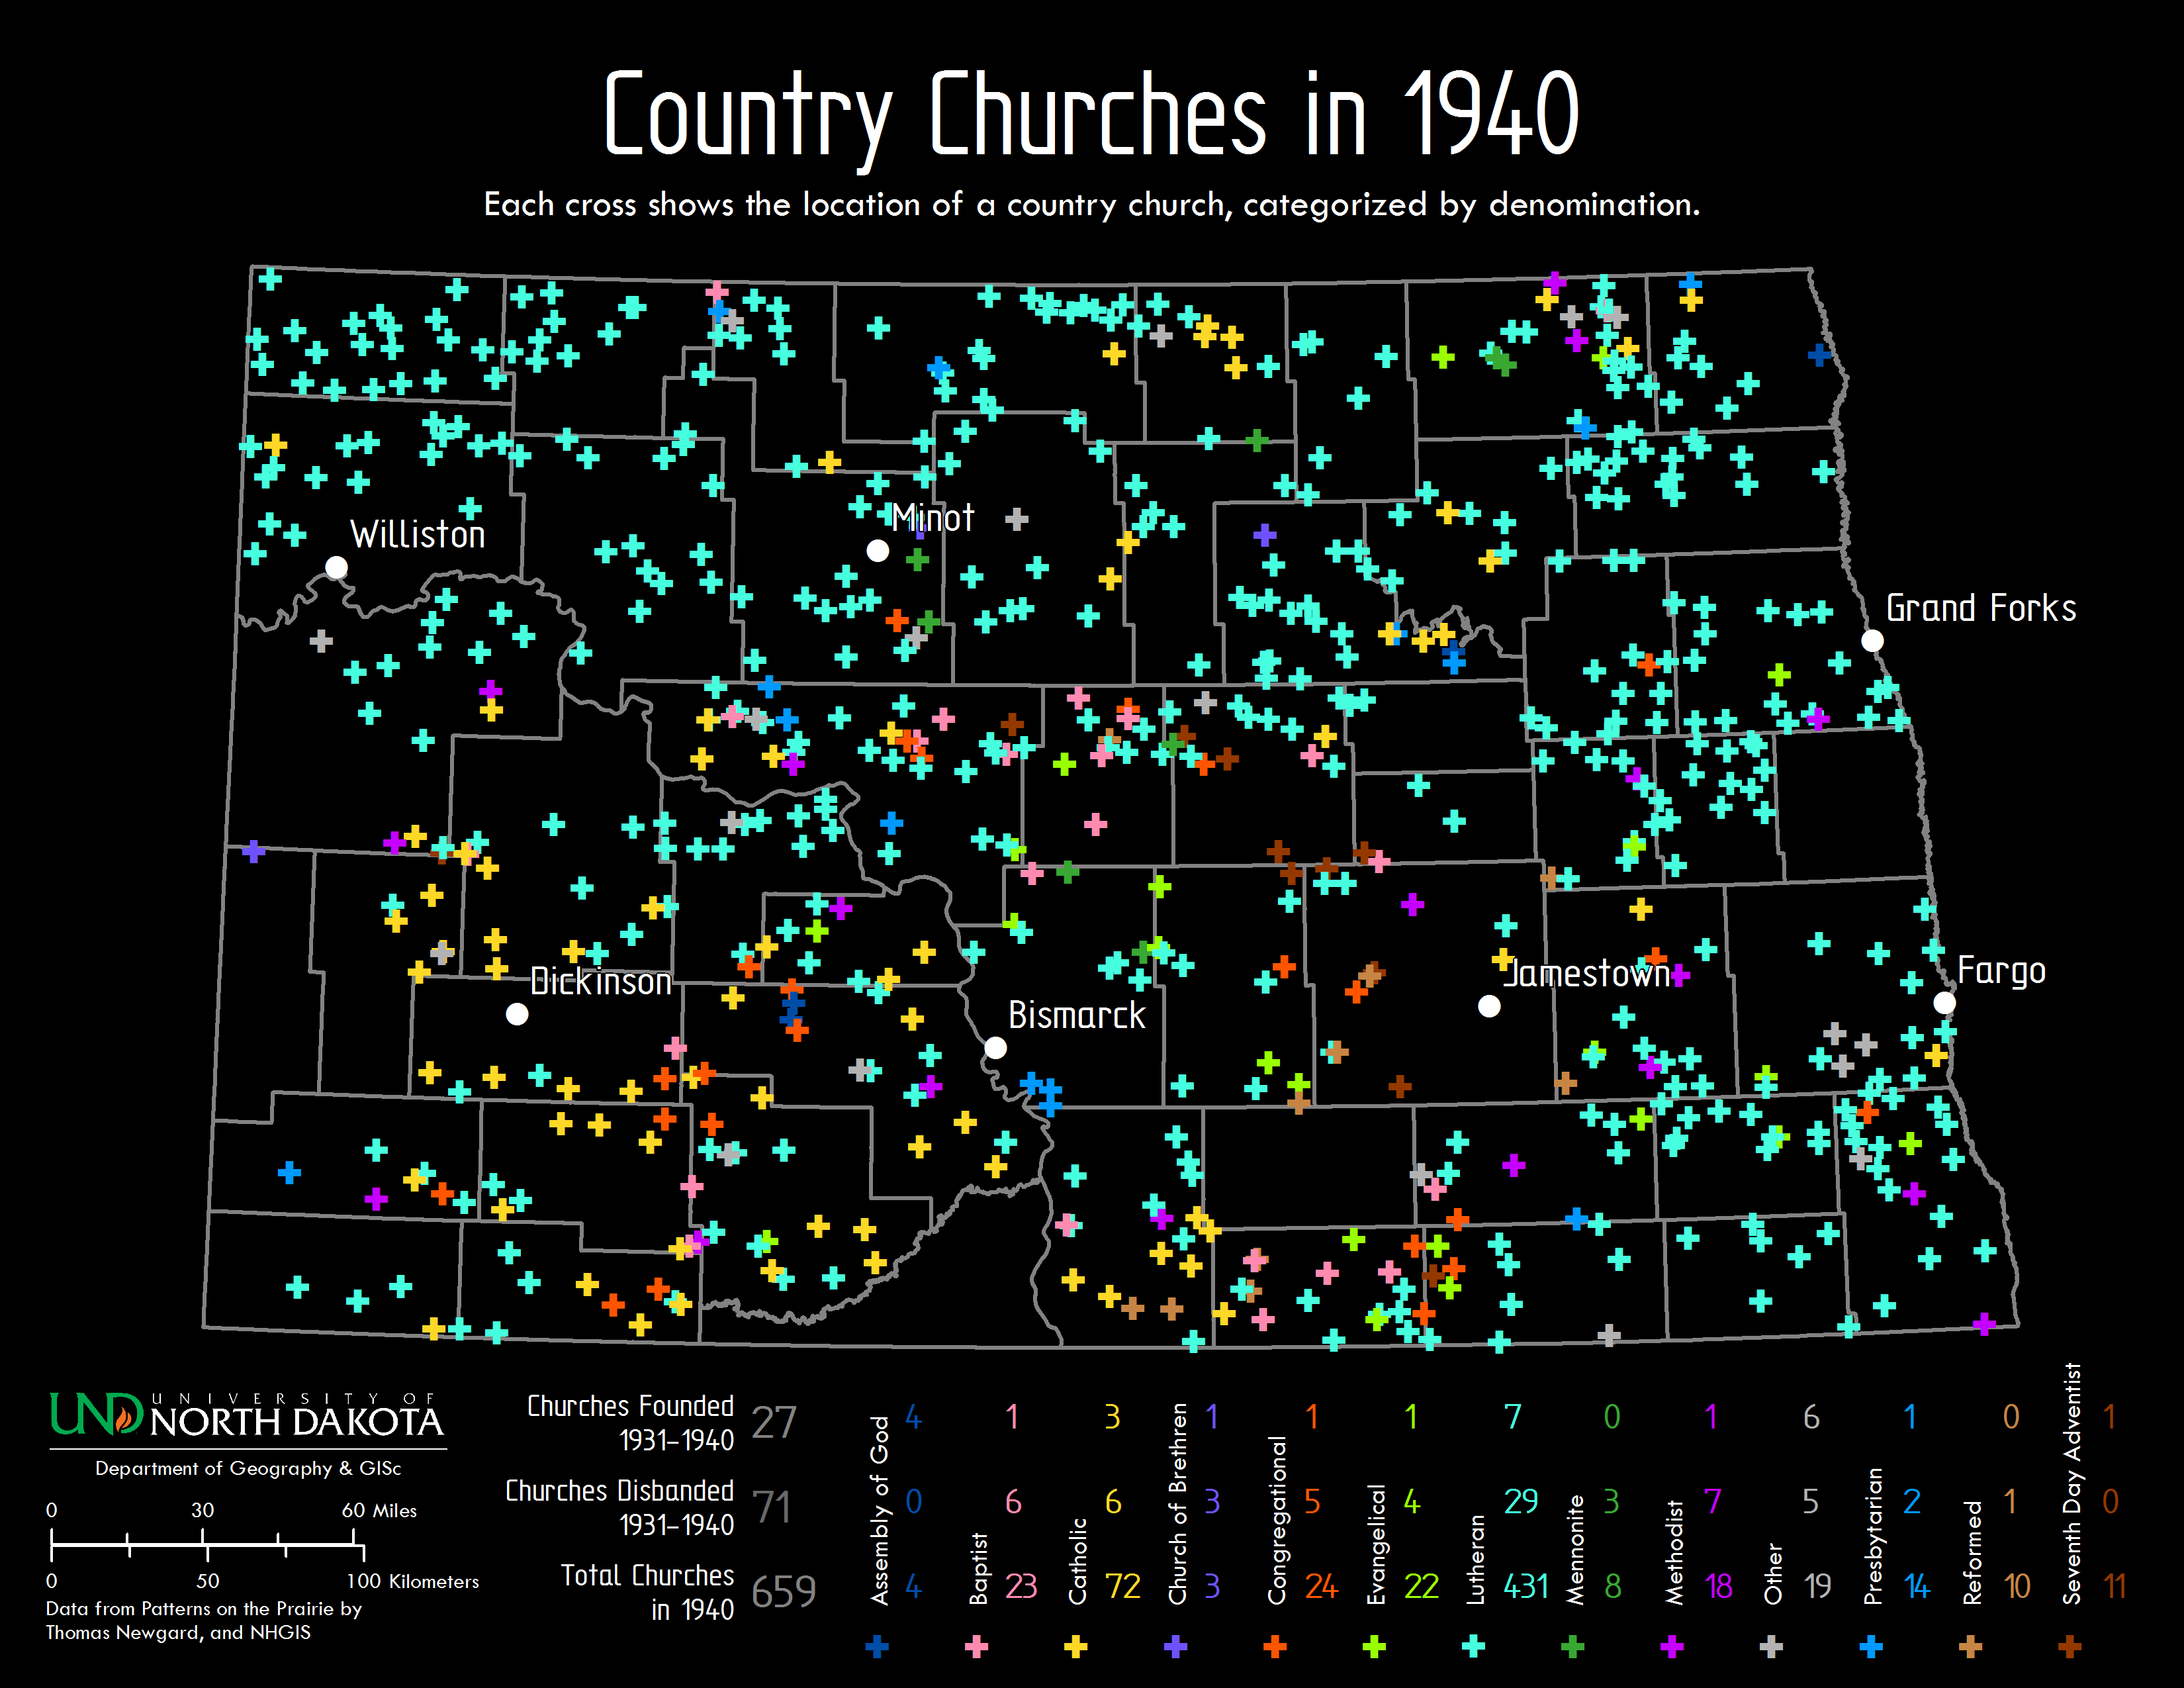 Country Churches in 1940
Each cross shows the location of a country church, categorized by denomination.
Williston
Minot
Grand Forks
Dickinson
Jamestown
Fargo
Bismarck
UND UNIVERSITY OF
NORTH DAKOTA
Department of Geography & GISc
0 30 60 Miles
0 50 100 Kilometers
Data from Patterns on the Prairie by
Thomas Newgard, and NHGIS
Churches Founded
1931–1940
27
Churches Disbanded
1931–1940
71
Total Churches
in 1940
659
Assembly of God
4
0
4
Baptist
1
6
23
Catholic
3
6
72
Church of Brethren
1
3
3
Congregational
1
5
24
Evangelical
1
4
22
Lutheran
7
29
431
Mennonite
0
3
8
Methodist
1
7
18
Other
6
5
19
Presbytarian
1
2
14
Reformed
0
1
10
Seventh Day Adventist
1
0
11